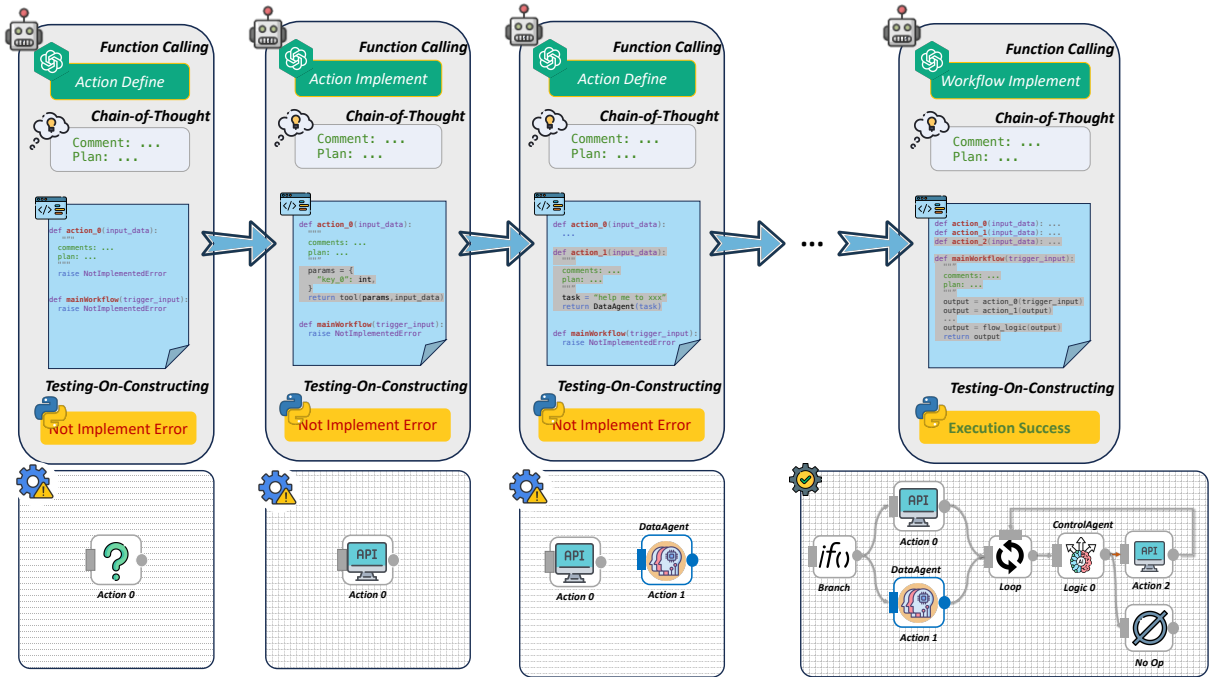 Function Calling
Action Define
Chain-of-Thought
Comment: ...
Plan: ...
</>
def action_0(input_data):
"""
comments: ...
plan: ...
"""
raise NotImplementedError
def mainWorkflow(trigger_input):
raise NotImplementedError
Testing-On-Constructing
Not Implement Error
?
Action 0
Function Calling
Action Implement
Chain-of-Thought
Comment: ...
Plan: ...
</>
def action_0(input_data):
"""
comments: ...
plan: ...
"""
params = {
"key_0": int,
}
return tool(params,input_data)
def mainWorkflow(trigger_input):
raise NotImplementedError
Testing-On-Constructing
Not Implement Error
API
Action 0
Function Calling
Action Define
Chain-of-Thought
Comment: ...
Plan: ...
</>
def action_0(input_data):
...
def action_1(input_data):
"""
comments: ...
plan: ...
"""
task = "help me to xxx"
return DataAgent(task)
def mainWorkflow(trigger_input):
raise NotImplementedError
Testing-On-Constructing
Not Implement Error
API
Action 0
DataAgent
Action 1
...
Function Calling
Workflow Implement
Chain-of-Thought
Comment: ...
Plan: ...
</>
def action_0(input_data): ...
def action_1(input_data): ...
def action_2(input_data): ...
def mainWorkflow(trigger_input):
"""
comments: ...
plan: ...
"""
output = action_0(trigger_input)
output = action_1(output)
...
output = flow_logic(output)
return output
Testing-On-Constructing
Execution Success
if()
Branch
API
Action 0
DataAgent
Action 1
Loop
ControlAgent
AI
Logic 0
API
Action 2
No Op